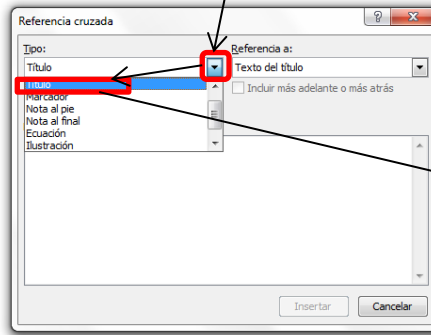 Referencia cruzada
Tipo:
Referencia a:
Título
Texto del título
Título
Incluir más adelante o más atrás
Marcador
Nota al pie
Nota al final
Ecuación
Ilustración
Insertar
Cancelar